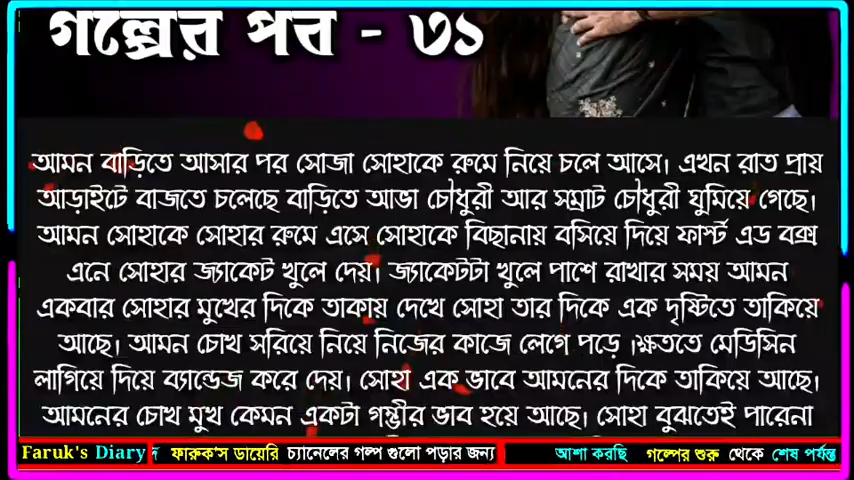 গল্পের পর্ব - ৩১
আমন বাড়িতে আসার পর সোজা সোহাকে রুমে নিয়ে চলে আসে। এখন রাত প্রায়
আড়াইটে বাজতে চলেছে বাড়িতে আভা চৌধুরী আর সম্রাট চৌধুরী ঘুমিয়ে গেছে।
আমন সোহাকে সোহার রুমে এসে সোহাকে বিছানায় বসিয়ে দিয়ে ফার্স্ট এড বক্স
এনে সোহার জ্যাকেট খুলে দেয়। জ্যাকেটটা খুলে পাশে রাখার সময় আমন
একবার সোহার মুখের দিকে তাকায় দেখে সোহা তার দিকে এক দৃষ্টিতে তাকিয়ে
আছে। আমন চোখ সরিয়ে নিয়ে নিজের কাজে লেগে পড়ে ।ক্ষততে মেডিসিন
লাগিয়ে দিয়ে ব্যান্ডেজ করে দেয়। সোহা এক ভাবে আমনের দিকে তাকিয়ে আছে।
আমনের চোখ মুখ কেমন একটা গম্ভীর ভাব হয়ে আছে। সোহা বুঝতেই পারেনা
Faruk's Diary ফারুক'স ডায়েরি চ্যানেলের গল্প গুলো পড়ার জন্য আশা করছি গল্পের শুরু থেকে শেষ পর্যন্ত